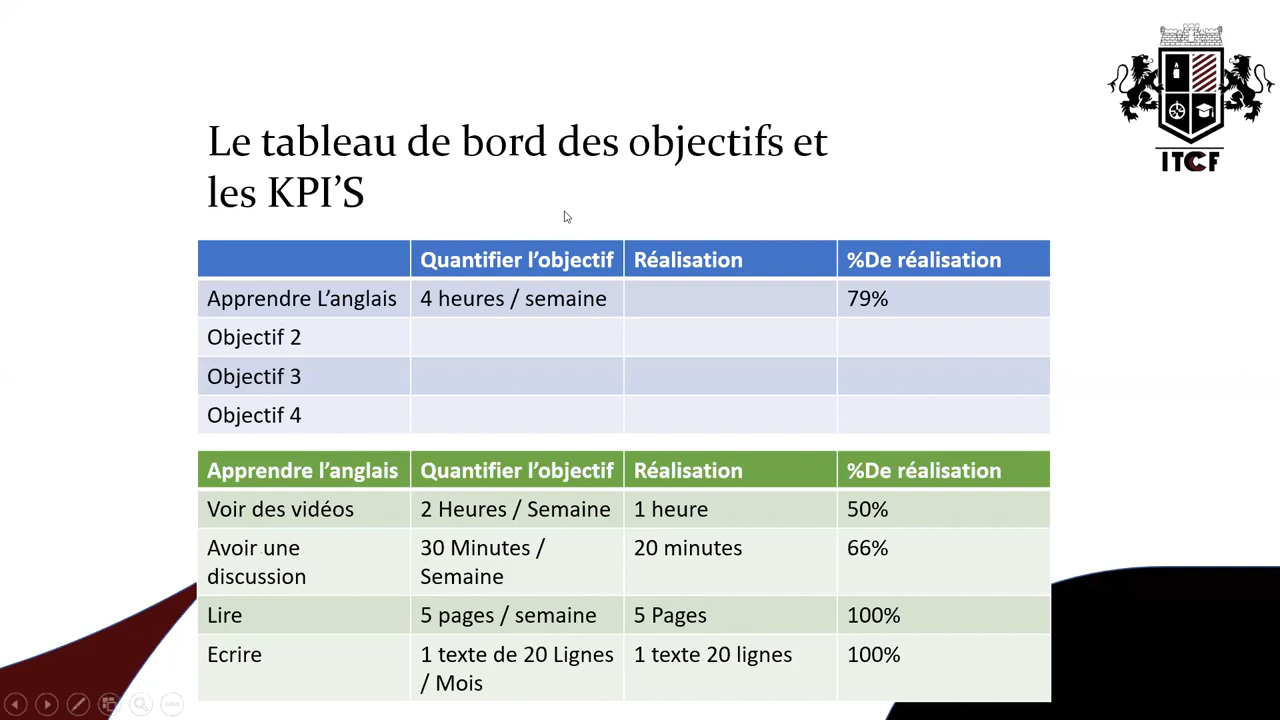 ITCF
Le tableau de bord des objectifs et
les KPI’S
Quantifier l’objectif Réalisation %De réalisation
Apprendre L’anglais 4 heures / semaine 79%
Objectif 2
Objectif 3
Objectif 4
Apprendre l’anglais Quantifier l’objectif Réalisation %De réalisation
Voir des vidéos 2 Heures / Semaine 1 heure 50%
Avoir une discussion 30 Minutes / Semaine 20 minutes 66%
Lire 5 pages / semaine 5 Pages 100%
Ecrire 1 texte de 20 Lignes / Mois 1 texte 20 lignes 100%